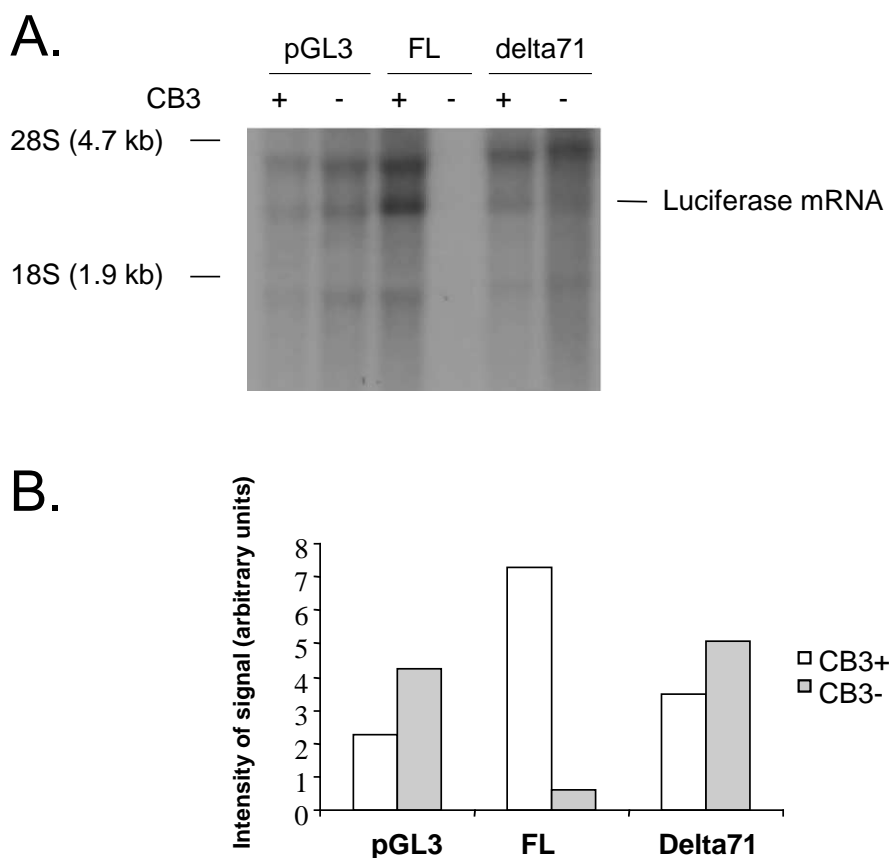 A.
pGL3 FL delta71
CB3 + - + - + -
28S (4.7 kb)
Luciferase mRNA
18S (1.9 kb)
B.
Intensity of signal (arbitrary units)
8
7
6
5
4
3
2
1
0
CB3+
CB3-
pGL3 FL Delta71